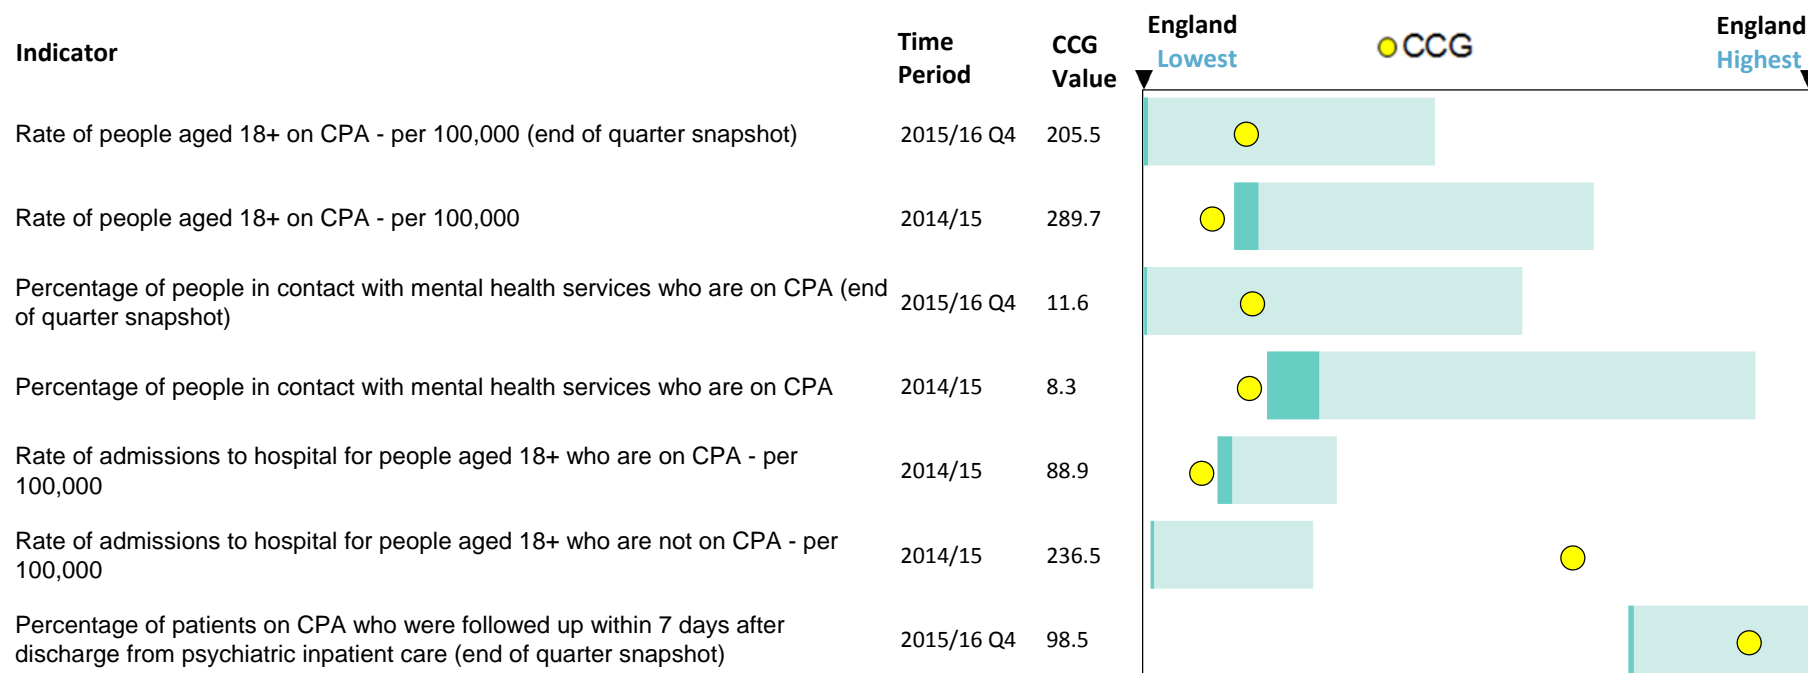 Indicator
Time Period
CCG Value
England Lowest
CCG
England Highest
Rate of people aged 18+ on CPA - per 100,000 (end of quarter snapshot) 2015/16 Q4 205.5
Rate of people aged 18+ on CPA - per 100,000 2014/15 289.7
Percentage of people in contact with mental health services who are on CPA (end
of quarter snapshot) 2015/16 Q4 11.6
Percentage of people in contact with mental health services who are on CPA 2014/15 8.3
Rate of admissions to hospital for people aged 18+ who are on CPA - per
100,000 2014/15 88.9
Rate of admissions to hospital for people aged 18+ who are not on CPA - per
100,000 2014/15 236.5
Percentage of patients on CPA who were followed up within 7 days after
discharge from psychiatric inpatient care (end of quarter snapshot) 2015/16 Q4 98.5